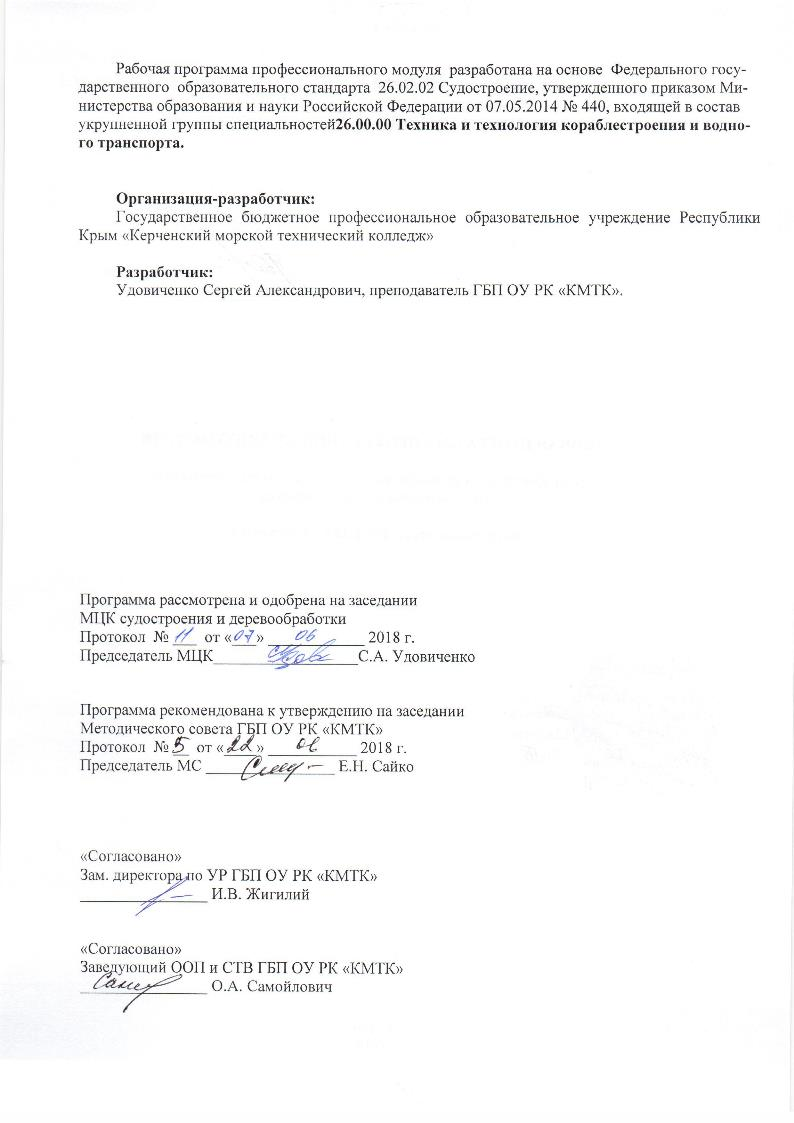 Рабочая программа профессионального модуля разработана на основе Федерального госу-
дарственного образовательного стандарта 26.02.02 Судостроение, утвержденного приказом Ми-
нистерства образования и науки Российской Федерации от 07.05.2014 № 440, входящей в состав
укрупненной группы специальностей26.00.00 Техника и технология кораблестроения и водно-
го транспорта.
Организация-разработчик:
Государственное бюджетное профессиональное образовательное учреждение Республики
Крым «Керченский морской технический колледж»
Разработчик:
Удовиченко Сергей Александрович, преподаватель ГБП ОУ РК «КМТК».
Программа рассмотрена и одобрена на заседании
МЦК судостроения и деревообработки
Протокол № 11 от «07» 06 2018 г.
Председатель МЦК С.А. Удовиченко
Программа рекомендована к утверждению на заседании
Методического совета ГБП ОУ РК «КМТК»
Протокол № 5 от «22» 06 2018 г.
Председатель МС Е.Н. Сайко
«Согласовано»
Зам. директора по УР ГБП ОУ РК «КМТК»
И.В. Жигилий
«Согласовано»
Заведующий ООП и СТВ ГБП ОУ РК «КМТК»
О.А. Самойлович